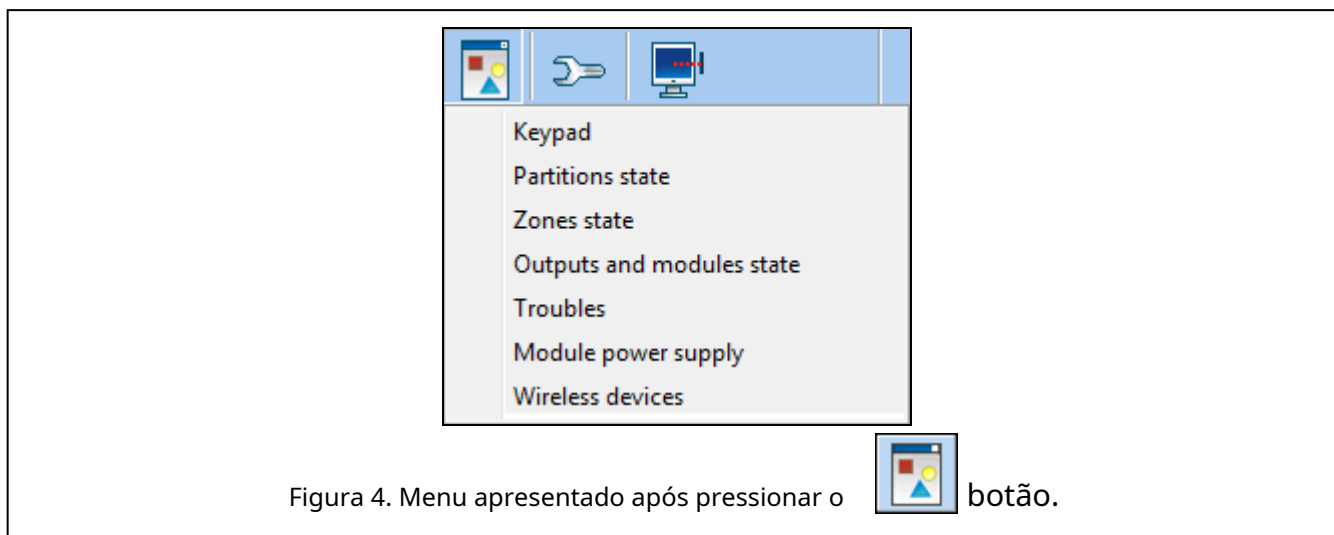 Keypad
Partitions state
Zones state
Outputs and modules state
Troubles
Module power supply
Wireless devices
Figura 4. Menu apresentado após pressionar o botão.